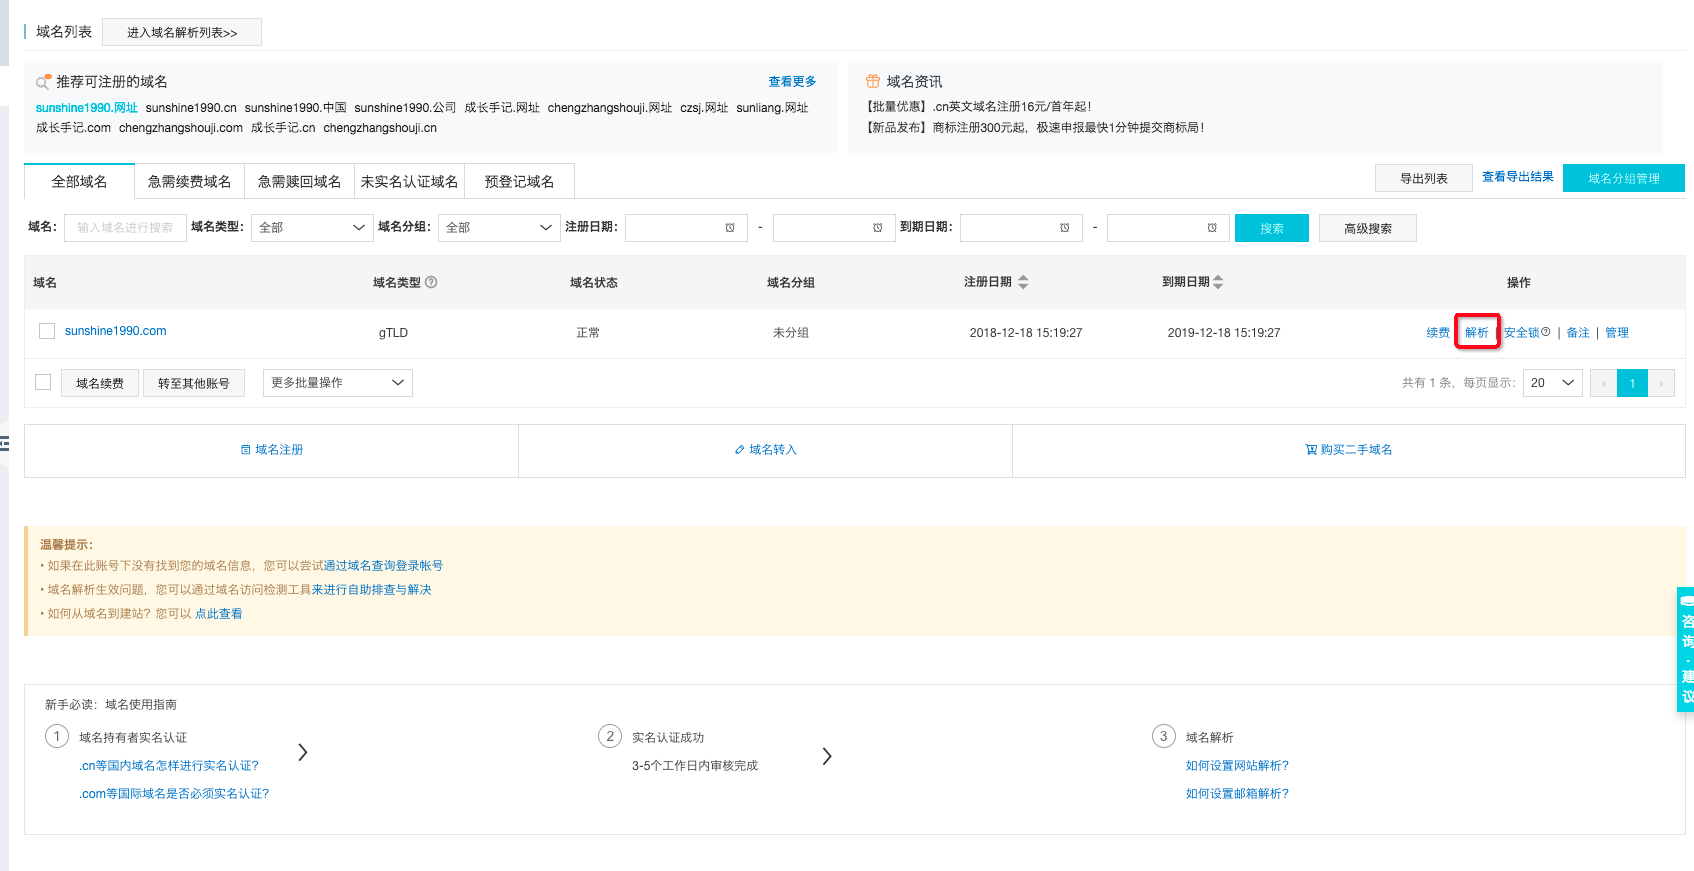 域名列表 进入域名解析列表>>
推荐可注册的域名 查看更多
sunshine1990.网址 sunshine1990.cn sunshine1990.中国 sunshine1990.公司 成长手记.网址 chengzhangshouji.网址 czsj.网址 sunliang.网址
成长手记.com chengzhangshouji.com 成长手记.cn chengzhangshouji.cn
域名资讯
【批量优惠】.cn英文域名注册16元/首年起！
【新品发布】商标注册300元起，极速申报最快1分钟提交商标局！
全部域名 急需续费域名 急需赎回域名 未实名认证域名 预登记域名 导出列表 查看导出结果 域名分组管理
域名： 输入域名进行搜索 域名类型： 全部 域名分组： 全部 注册日期： - 到期日期： - 搜索 高级搜索
域名 域名类型 域名状态 域名分组 注册日期 到期日期 操作
sunshine1990.com gTLD 正常 未分组 2018-12-18 15:19:27 2019-12-18 15:19:27 续费 解析 | 安全锁 | 备注 | 管理
域名续费 转至其他账号 更多批量操作 共有 1 条，每页显示： 20 ‹ 1 ›
域名注册 域名转入 购买二手域名
温馨提示：
• 如果在此账号下没有找到您的域名信息，您可以尝试通过域名查询登录帐号
• 域名解析生效问题，您可以通过域名访问检测工具来进行自助排查与解决
• 如何从域名到建站？您可以 点此查看
咨询·建议
新手必读：域名使用指南
1 域名持有者实名认证
.cn等国内域名怎样进行实名认证?
.com等国际域名是否必须实名认证?
2 实名认证成功
3-5个工作日内审核完成
3 域名解析
如何设置网站解析?
如何设置邮箱解析?